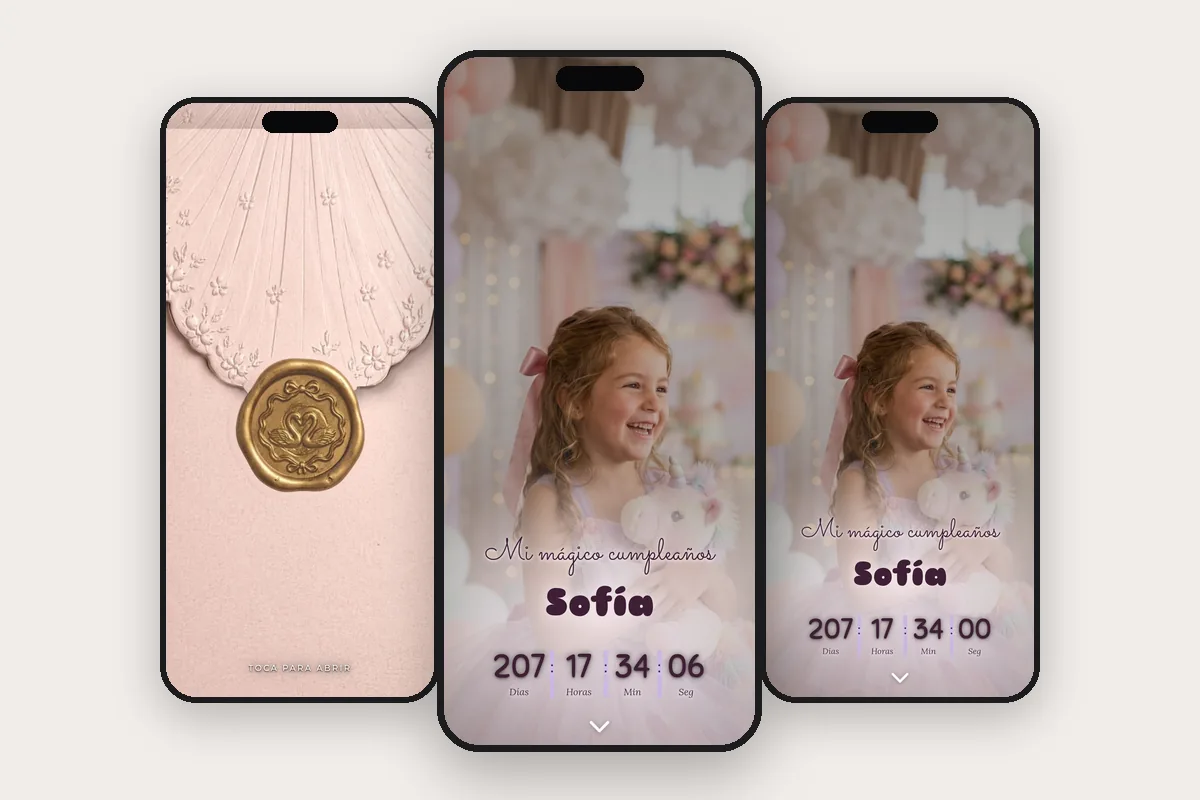 TOCA PARA ABRIR
Mi mágico cumpleaños
Sofía
207 : 17 : 34 : 06
Días Horas Min Seg
Mi mágico cumpleaños
Sofía
207 : 17 : 34 : 00
Días Horas Min Seg